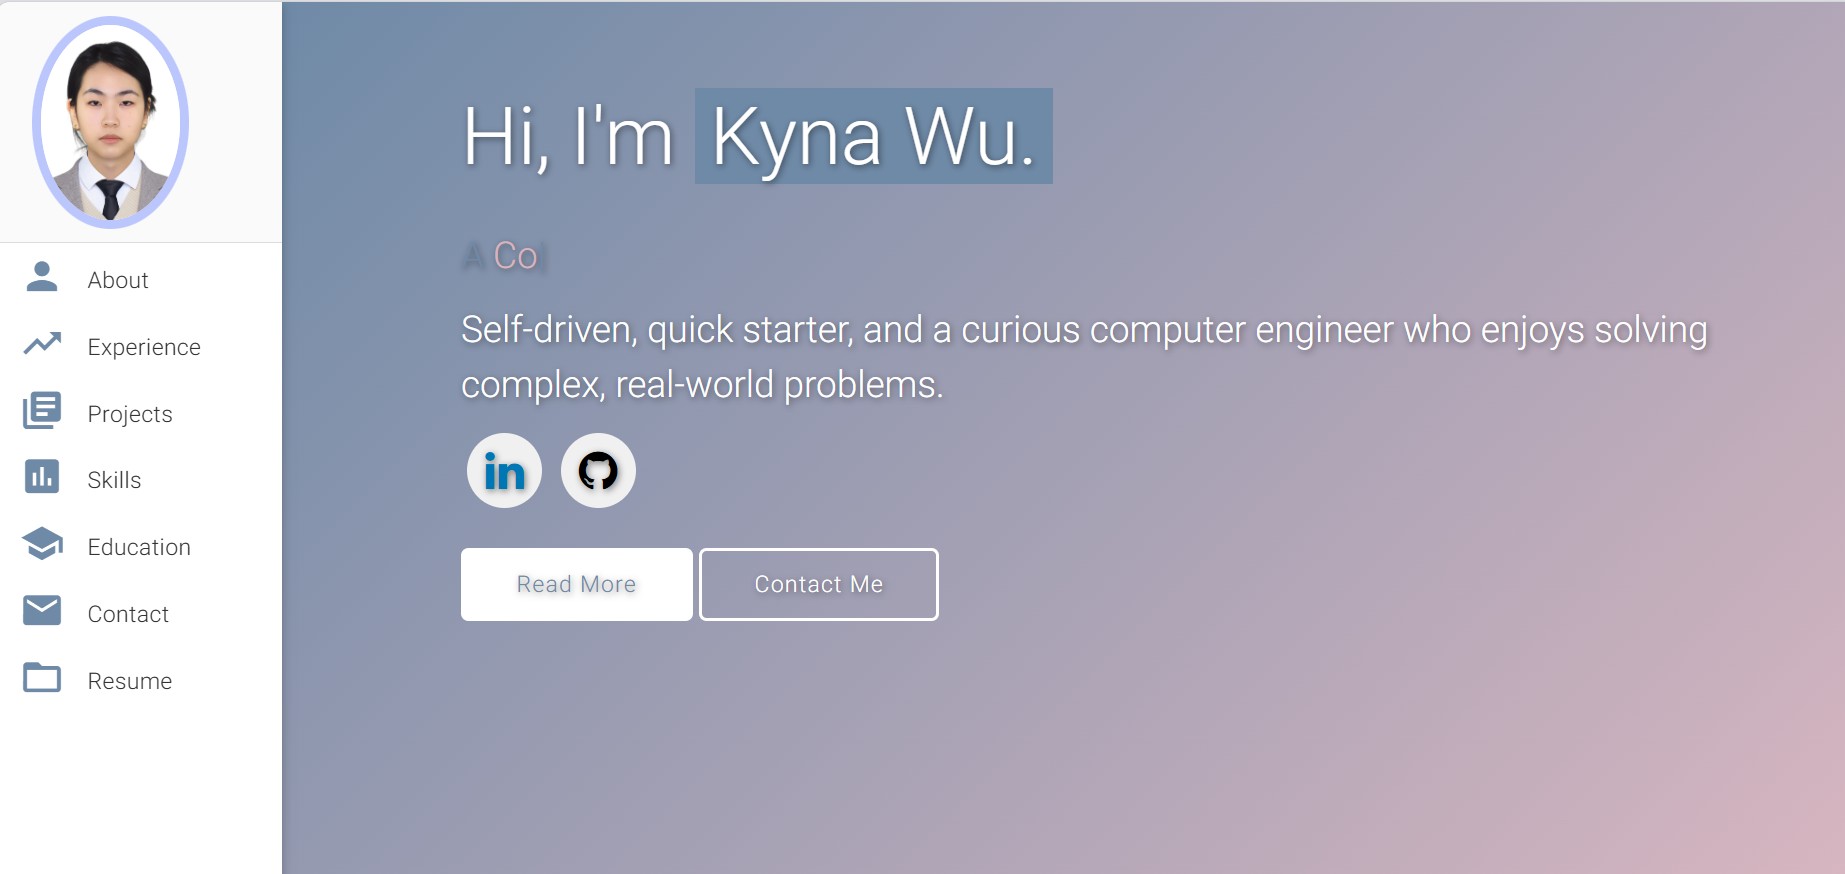 About
Experience
Projects
Skills
Education
Contact
Resume
Hi, I'm Kyna Wu.
A Co|
Self-driven, quick starter, and a curious computer engineer who enjoys solving
complex, real-world problems.
in
Read More
Contact Me